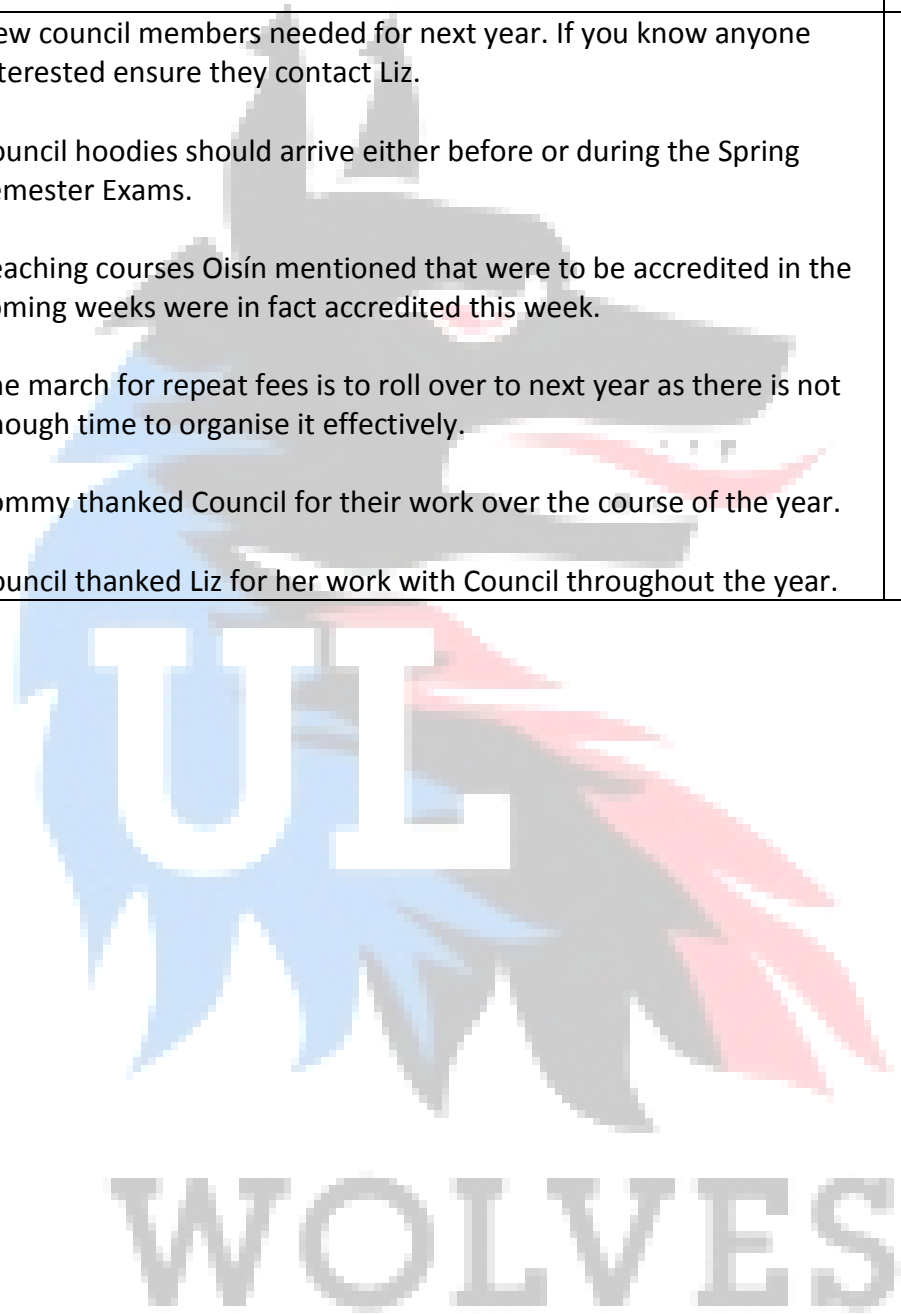 ew council members needed for next year. If you know anyone
terested ensure they contact Liz.
ouncil hoodies should arrive either before or during the Spring
emester Exams.
eaching courses Oisín mentioned that were to be accredited in the
oming weeks were in fact accredited this week.
he march for repeat fees is to roll over to next year as there is not
nough time to organise it effectively.
ommy thanked Council for their work over the course of the year.
ouncil thanked Liz for her work with Council throughout the year.
UL
WOLVES